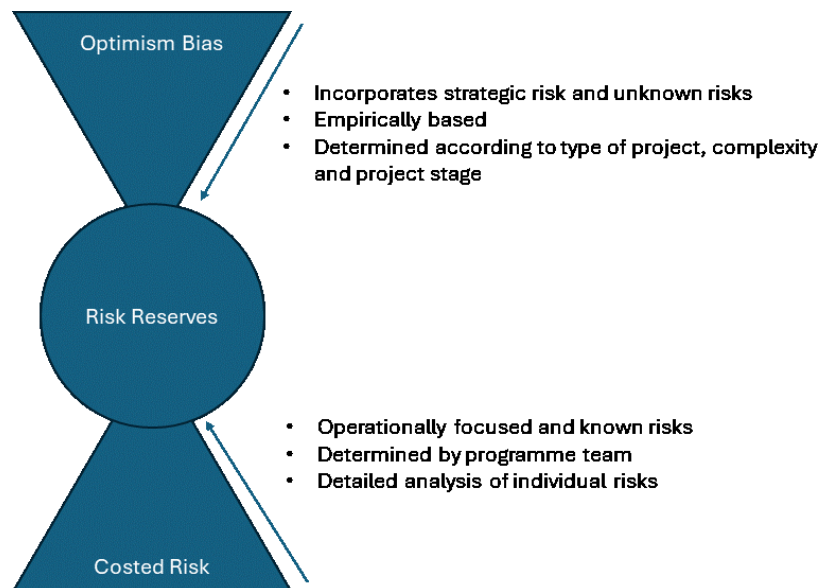 Optimism Bias
• Incorporates strategic risk and unknown risks
• Empirically based
• Determined according to type of project, complexity
and project stage
Risk Reserves
• Operationally focused and known risks
• Determined by programme team
• Detailed analysis of individual risks
Costed Risk